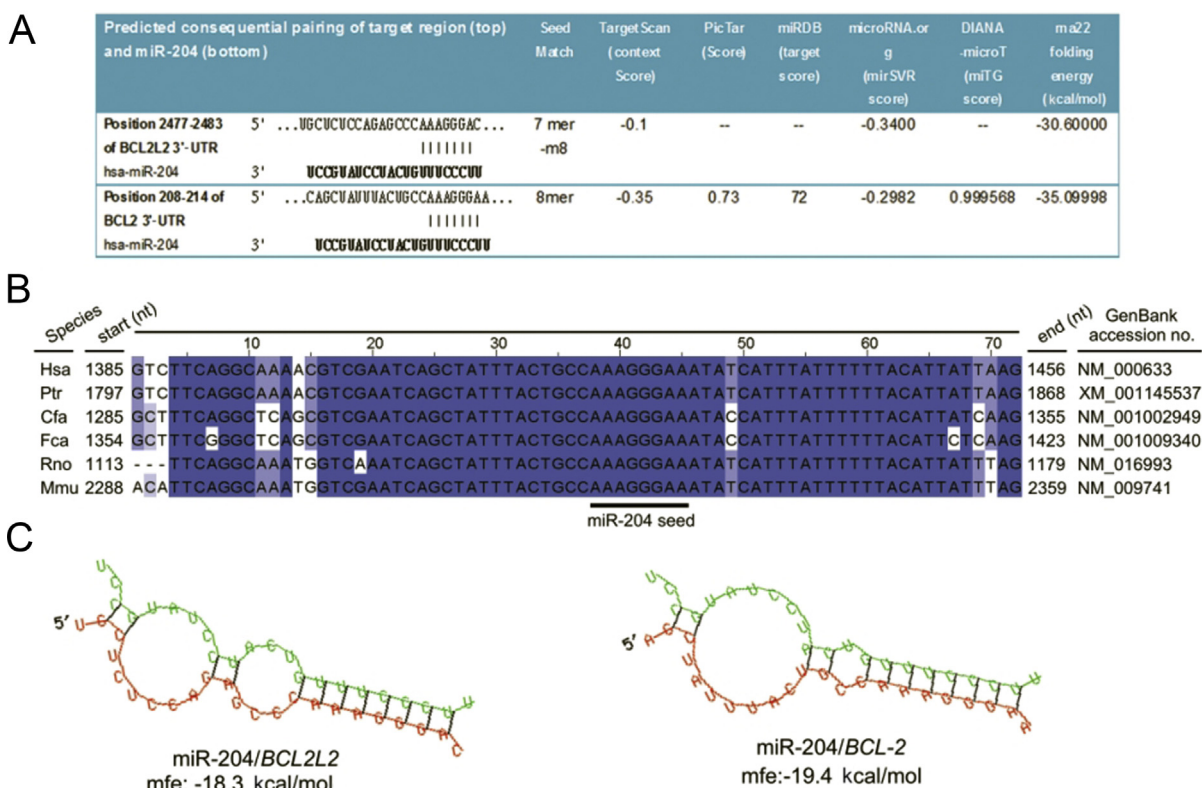 A
Predicted consequential pairing of target region (top)
and miR-204 (bottom)
Seed
Match
TargetScan
(context
Score)
PicTar
(Score)
miRDB
(target
score)
microRNA.or
g
(mirSVR
score)
DIANA
-microT
(miTG
score)
rna22
folding
energy
(kcal/mol)
Position 2477-2483 5' ...UGCUCUCCAGAGCCCAAAGGGAC... 7 mer -0.1 -- -- -0.3400 -- -30.60000
of BCL2L2 3'-UTR ||||||| -m8
hsa-miR-204 3' UCCGUAUCCUACUGUUUCCCUU
Position 208-214 of 5' ...CAGCUAUUUACUGCCAAAGGGAA... 8mer -0.35 0.73 72 -0.2982 0.999568 -35.09998
BCL2 3'-UTR |||||||
hsa-miR-204 3' UCCGUAUCCUACUGUUUCCCUU
B
Species start (nt) 10 20 30 40 50 60 70 end (nt) GenBank
accession no.
Hsa 1385 GTCTTCAGGCAAAACGTCGAATCAGCTATTTACTGCCAAAGGGAAATATCATTTATTTTTTACATTATTAAG 1456 NM_000633
Ptr 1797 GTCTTCAGGCAAAACGTCGAATCAGCTATTTACTGCCAAAGGGAAATATCATTTATTTTTTACATTATTAAG 1868 XM_001145537
Cfa 1285 GCTTTCAGGCTCAGCGTCGAATCAGCTATTTACTGCCAAAGGGAAATACCATTTATTTTTTACATTATCAAG 1355 NM_001002949
Fca 1354 GCTTTCGGGCTCAGCGTCGAATCAGCTATTTACTGCCAAAGGGAAATACCATTTATTTTTTACATTCTCAAG 1423 NM_001009340
Rno 1113 ---TTCAGGCAAATGGTCAAATCAGCTATTTACTGCCAAAGGGAAATATCATTTATTTTTTACATTATTTAG 1179 NM_016993
Mmu 2288 ACATTCAGGCAAATGGTCGAATCAGCTATTTACTGCCAAAGGGAAATATCATTTATTTTTTACATTATTTAG 2359 NM_009741
miR-204 seed
C
5'
miR-204/BCL2L2
mfe: -18.3 kcal/mol
5'
miR-204/BCL-2
mfe:-19.4 kcal/mol